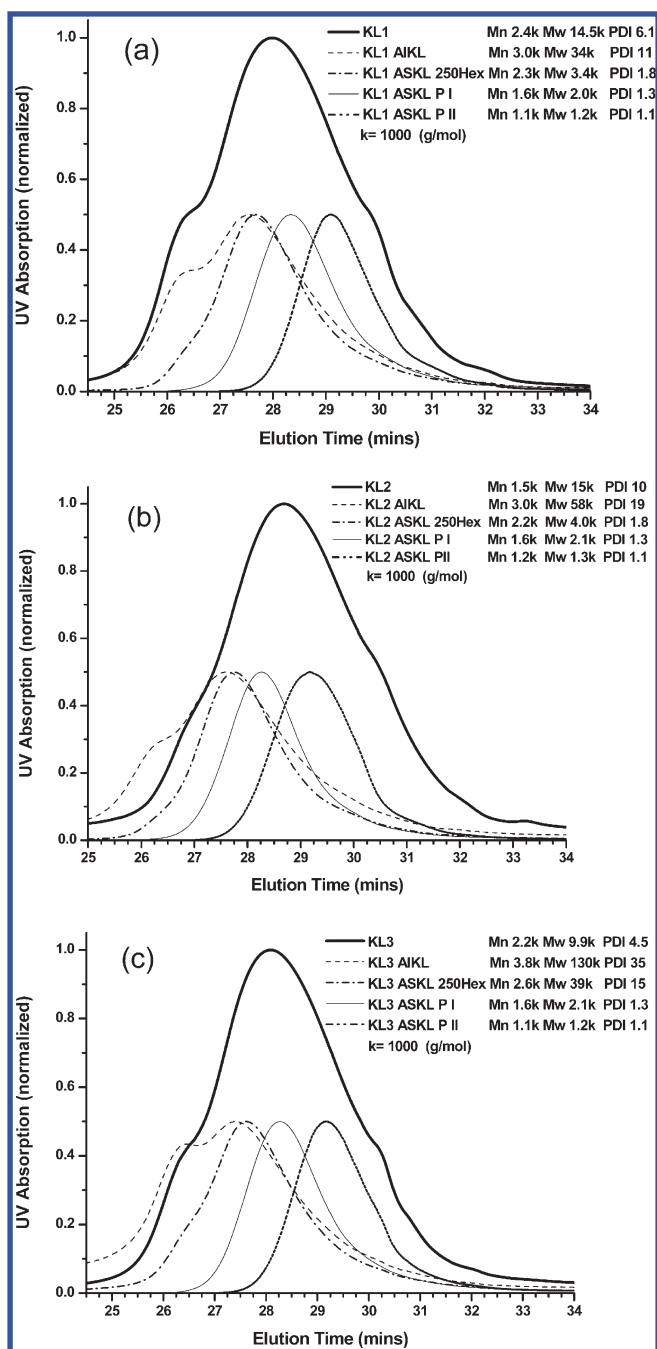 (a)
KL1 Mn 2.4k Mw 14.5k PDI 6.1
KL1 AIKL Mn 3.0k Mw 34k PDI 11
KL1 ASKL 250Hex Mn 2.3k Mw 3.4k PDI 1.8
KL1 ASKL P I Mn 1.6k Mw 2.0k PDI 1.3
KL1 ASKL P II Mn 1.1k Mw 1.2k PDI 1.1
k= 1000 (g/mol)
UV Absorption (normalized)
1.0
0.8
0.6
0.4
0.2
0.0
25 26 27 28 29 30 31 32 33 34
Elution Time (mins)
(b)
KL2 Mn 1.5k Mw 15k PDI 10
KL2 AIKL Mn 3.0k Mw 58k PDI 19
KL2 ASKL 250Hex Mn 2.2k Mw 4.0k PDI 1.8
KL2 ASKL P I Mn 1.6k Mw 2.1k PDI 1.3
KL2 ASKL PII Mn 1.2k Mw 1.3k PDI 1.1
k= 1000 (g/mol)
UV Absorption (normalized)
1.0
0.8
0.6
0.4
0.2
0.0
25 26 27 28 29 30 31 32 33 34
Elution Time (mins)
(c)
KL3 Mn 2.2k Mw 9.9k PDI 4.5
KL3 AIKL Mn 3.8k Mw 130k PDI 35
KL3 ASKL 250Hex Mn 2.6k Mw 39k PDI 15
KL3 ASKL P I Mn 1.6k Mw 2.1k PDI 1.3
KL3 ASKL P II Mn 1.1k Mw 1.2k PDI 1.1
k= 1000 (g/mol)
UV Absorption (normalized)
1.0
0.8
0.6
0.4
0.2
0.0
25 26 27 28 29 30 31 32 33 34
Elution Time (mins)